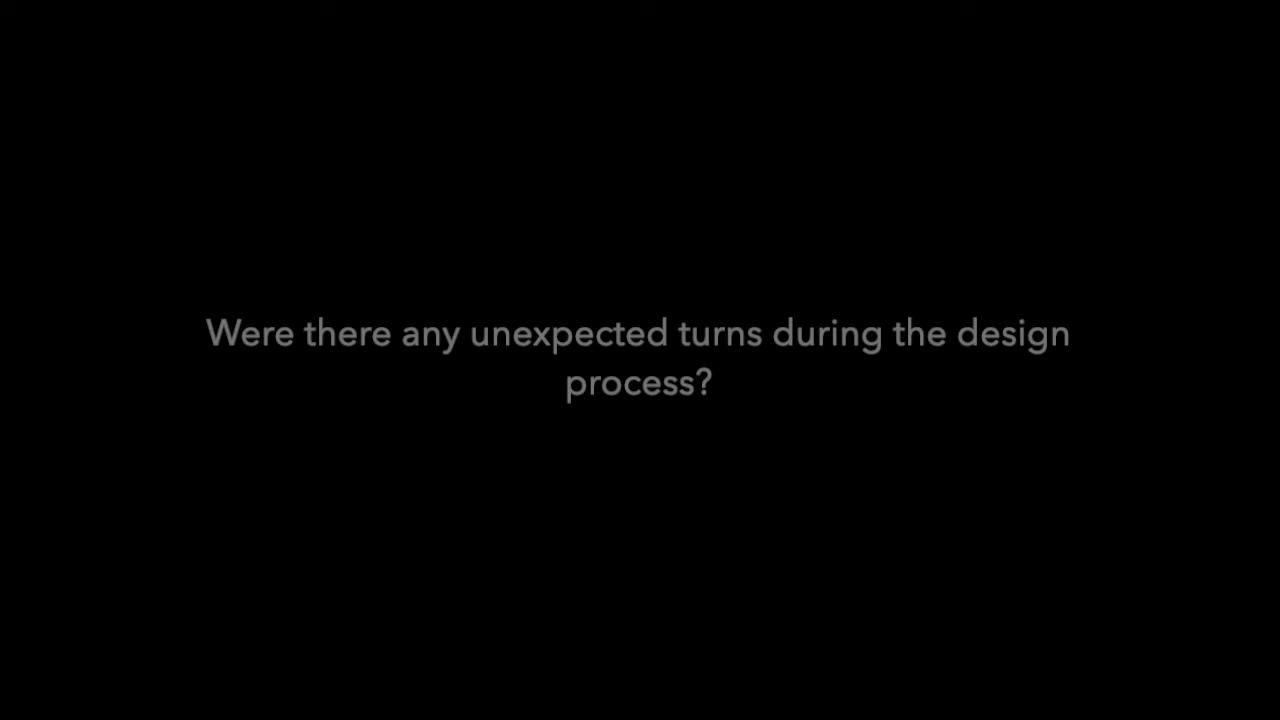 Were there any unexpected turns during the design
process?